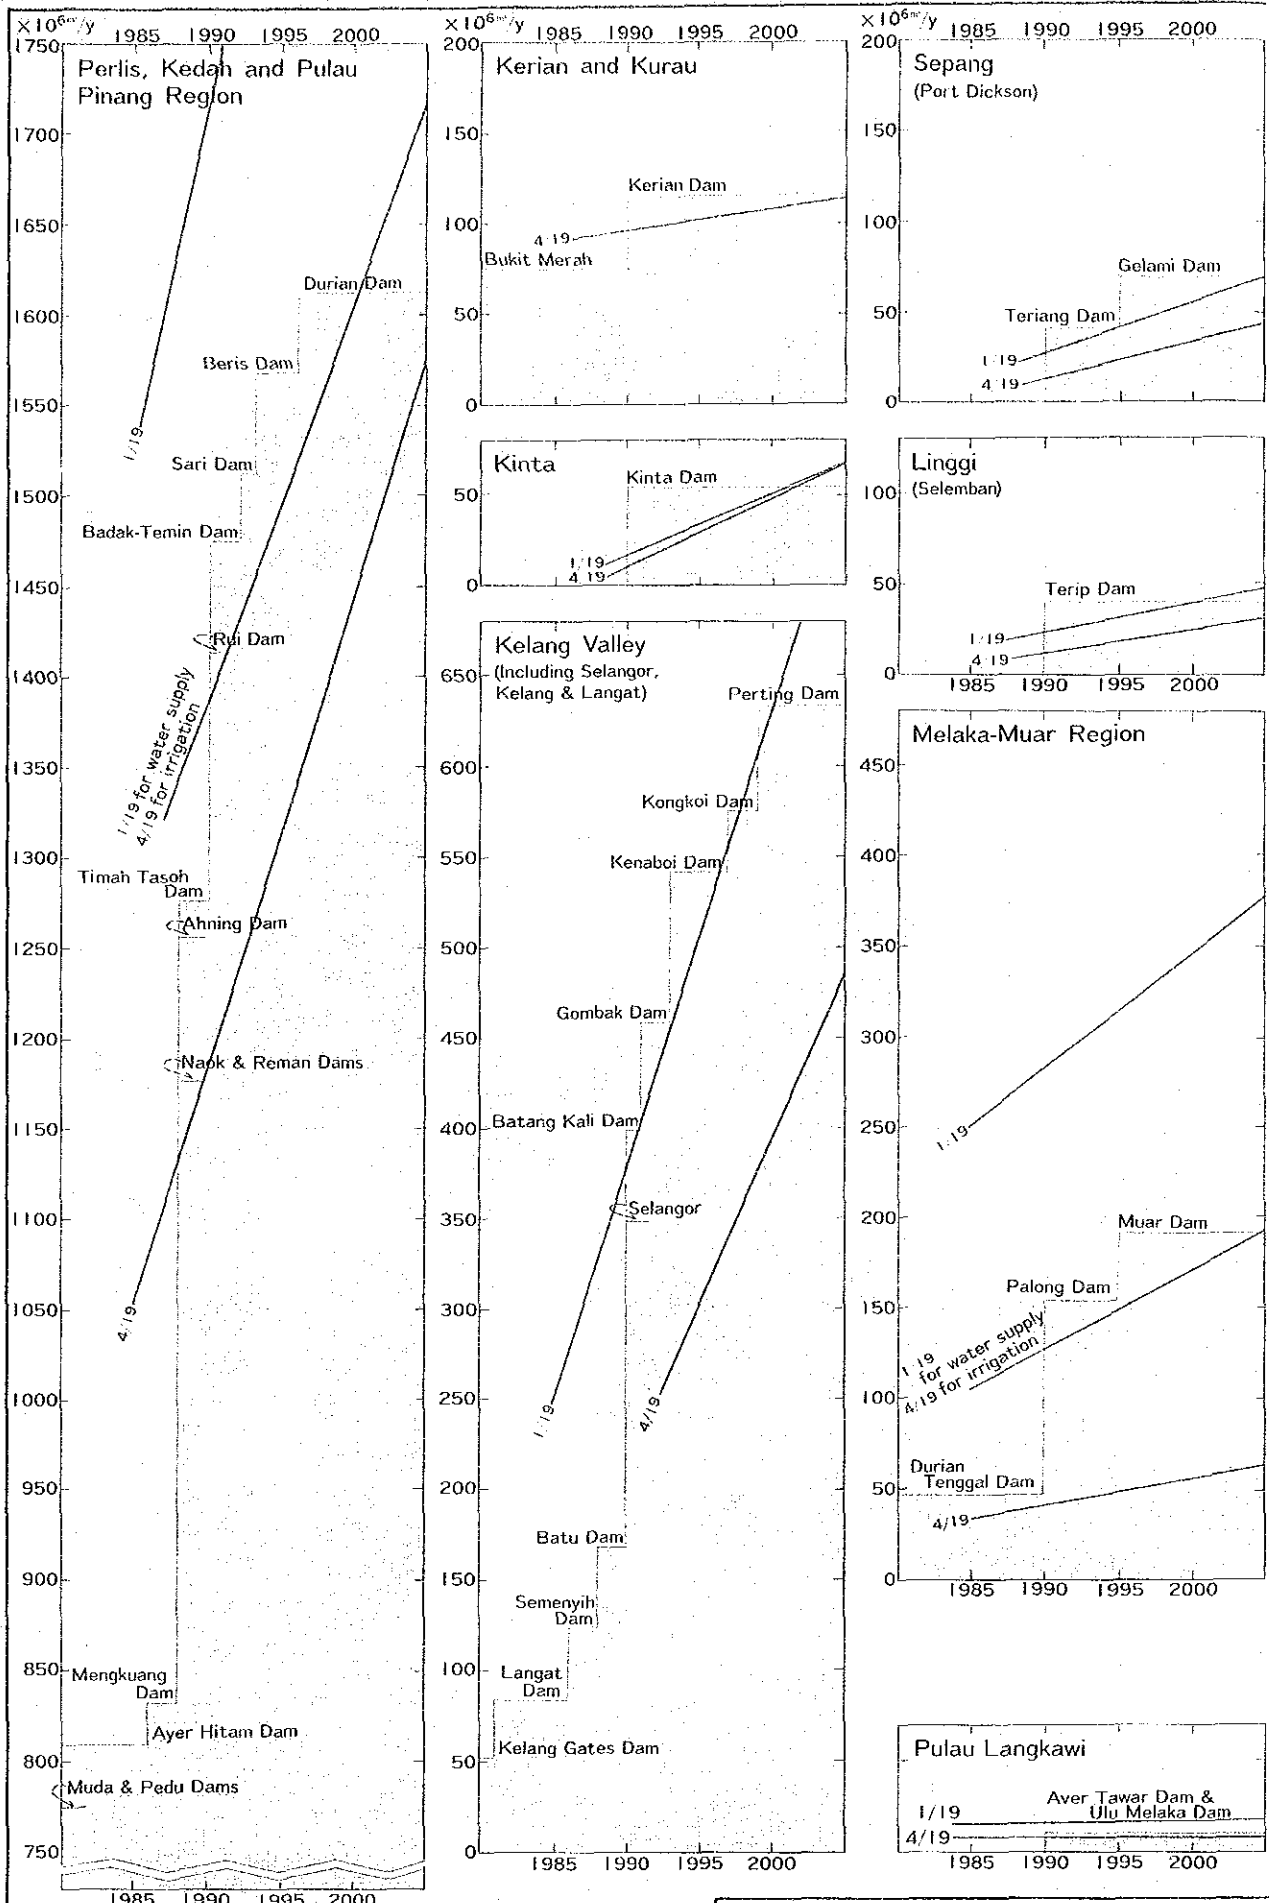 ×10⁶m³/y
1985 1990 1995 2000
Perlis, Kedah and Pulau
Pinang Region
1750
1700
1650
1600
1550
1500
1450
1400
1350
1300
1250
1200
1150
1100
1050
1000
950
900
850
800
750
1/19
Durian Dam
Beris Dam
Sari Dam
Badak-Temin Dam
Rui Dam
1/19 for water supply
4/19 for irrigation
Timah Tasoh
Dam
Ahning Dam
Naok & Reman Dams
4/19
Mengkuang
Dam
Ayer Hitam Dam
Muda & Pedu Dams
1985 1990 1995 2000
×10⁶m³/y
1985 1990 1995 2000
Kerian and Kurau
200
150
100
50
0
Kerian Dam
4/19
Bukit Merah
Kinta
50
0
Kinta Dam
1/19
4/19
Kelang Valley
(Including Selangor,
Kelang & Langat)
650
600
550
500
450
400
350
300
250
200
150
100
50
0
Perting Dam
Kongkoi Dam
Kenaboi Dam
Gombak Dam
Batang Kali Dam
Selangor
1/19
4/19
Batu Dam
Semenyih
Dam
Langat
Dam
Kelang Gates Dam
1985 1990 1995 2000
×10⁶m³/y
1985 1990 1995 2000
Sepang
(Port Dickson)
200
150
100
50
0
Gelami Dam
Teriang Dam
1/19
4/19
Linggi
(Selemban)
100
50
0
Terip Dam
1/19
4/19
1985 1990 1995 2000
Melaka-Muar Region
450
400
350
300
250
200
150
100
50
0
1/19
Muar Dam
Palong Dam
1/19
for water supply
4/19 for irrigation
Durian
Tenggal Dam
4/19
1985 1990 1995 2000
Pulau Langkawi
Aver Tawar Dam &
Ulu Melaka Dam
1/19
4/19
1985 1990 1995 2000